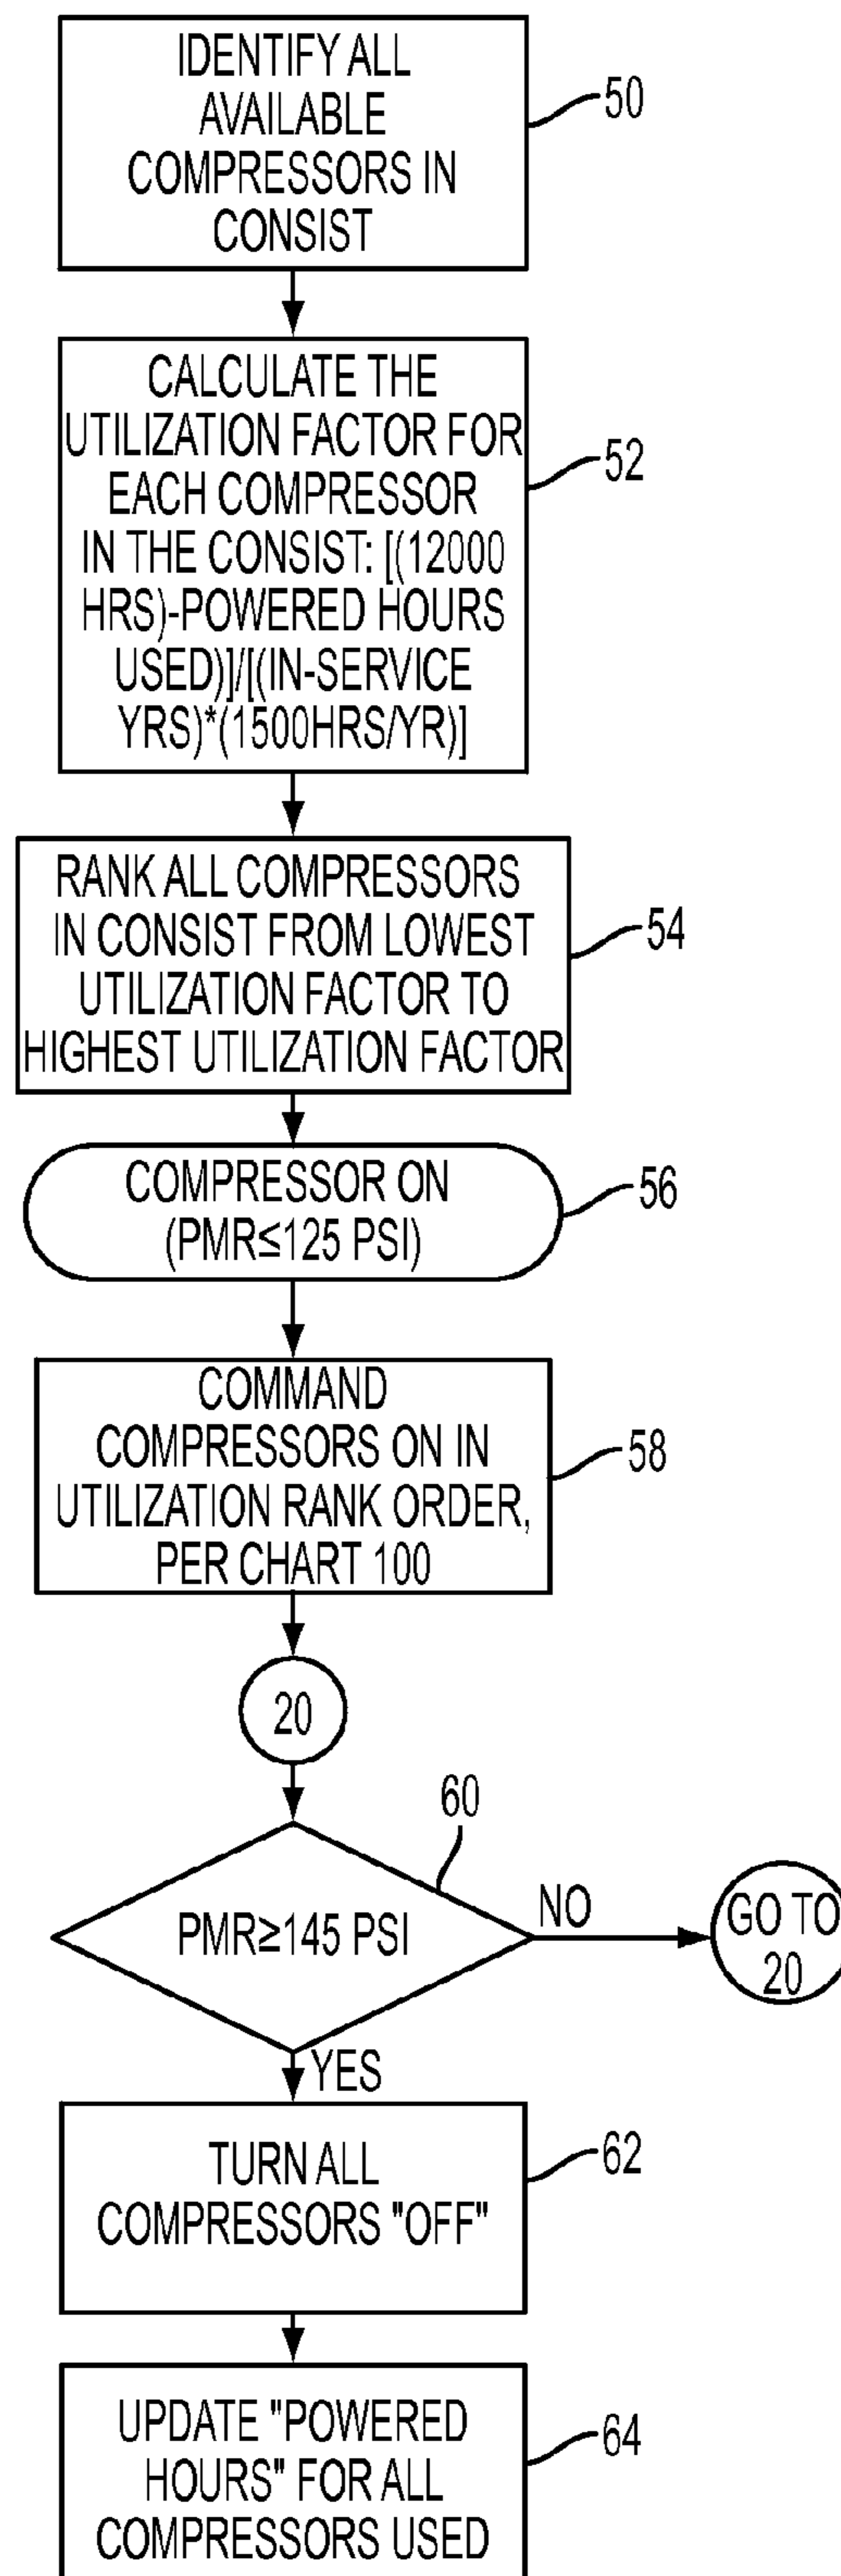 IDENTIFY ALL
AVAILABLE
COMPRESSORS IN
CONSIST
50
CALCULATE THE
UTILIZATION FACTOR FOR
EACH COMPRESSOR
IN THE CONSIST: [(12000
HRS)-POWERED HOURS
USED)]/[(IN-SERVICE
YRS)*(1500HRS/YR)]
52
RANK ALL COMPRESSORS
IN CONSIST FROM LOWEST
UTILIZATION FACTOR TO
HIGHEST UTILIZATION FACTOR
54
COMPRESSOR ON
(PMR≤125 PSI)
56
COMMAND
COMPRESSORS ON IN
UTILIZATION RANK ORDER,
PER CHART 100
58
20
60
PMR≥145 PSI
NO
GO TO
20
YES
TURN ALL
COMPRESSORS "OFF"
62
UPDATE "POWERED
HOURS" FOR ALL
COMPRESSORS USED
64